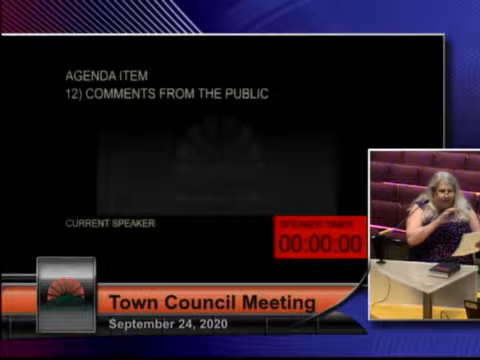 AGENDA ITEM
12) COMMENTS FROM THE PUBLIC
CURRENT SPEAKER
SPEAKER TIMER
00:00:00
Town Council Meeting
September 24, 2020